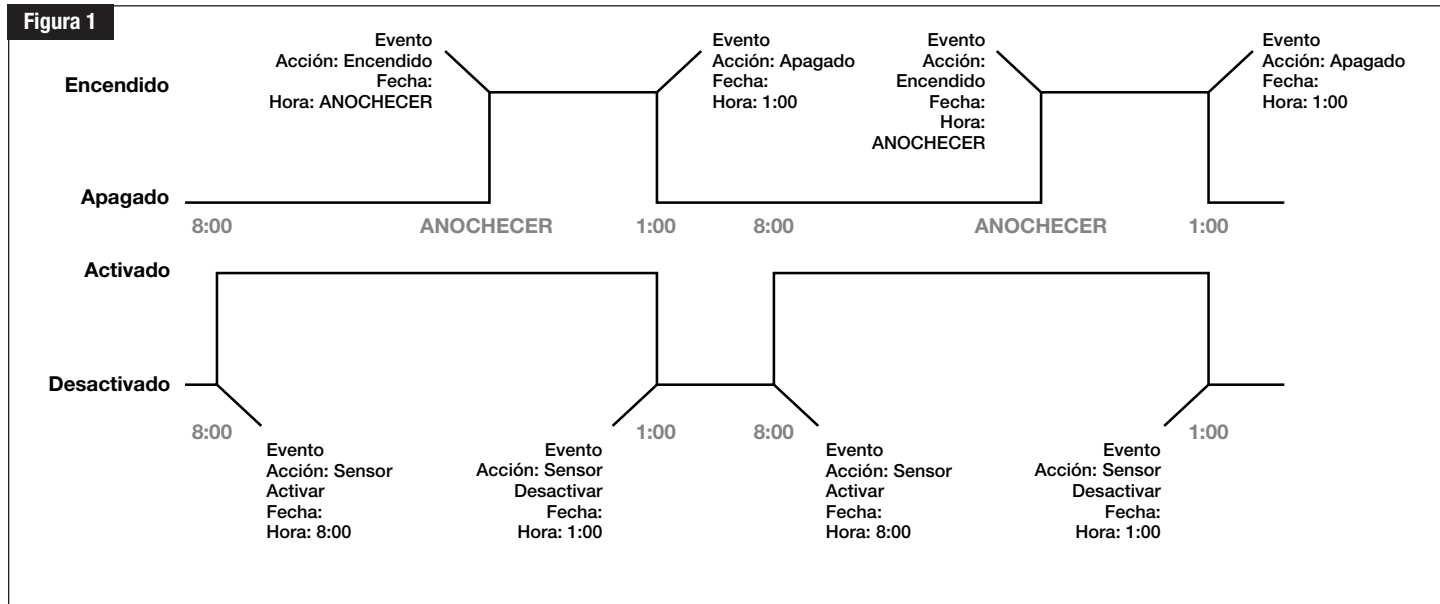 Figura 1
Evento
Acción: Encendido
Fecha:
Hora: ANOCHECER
Evento
Acción: Apagado
Fecha:
Hora: 1:00
Evento
Acción:
Encendido
Fecha:
Hora:
ANOCHECER
Evento
Acción: Apagado
Fecha:
Hora: 1:00
Encendido
Apagado
8:00
ANOCHECER
1:00
8:00
ANOCHECER
1:00
Activado
Desactivado
8:00
1:00
8:00
1:00
Evento
Acción: Sensor
Activar
Fecha:
Hora: 8:00
Evento
Acción: Sensor
Desactivar
Fecha:
Hora: 1:00
Evento
Acción: Sensor
Activar
Fecha:
Hora: 8:00
Evento
Acción: Sensor
Desactivar
Fecha:
Hora: 1:00